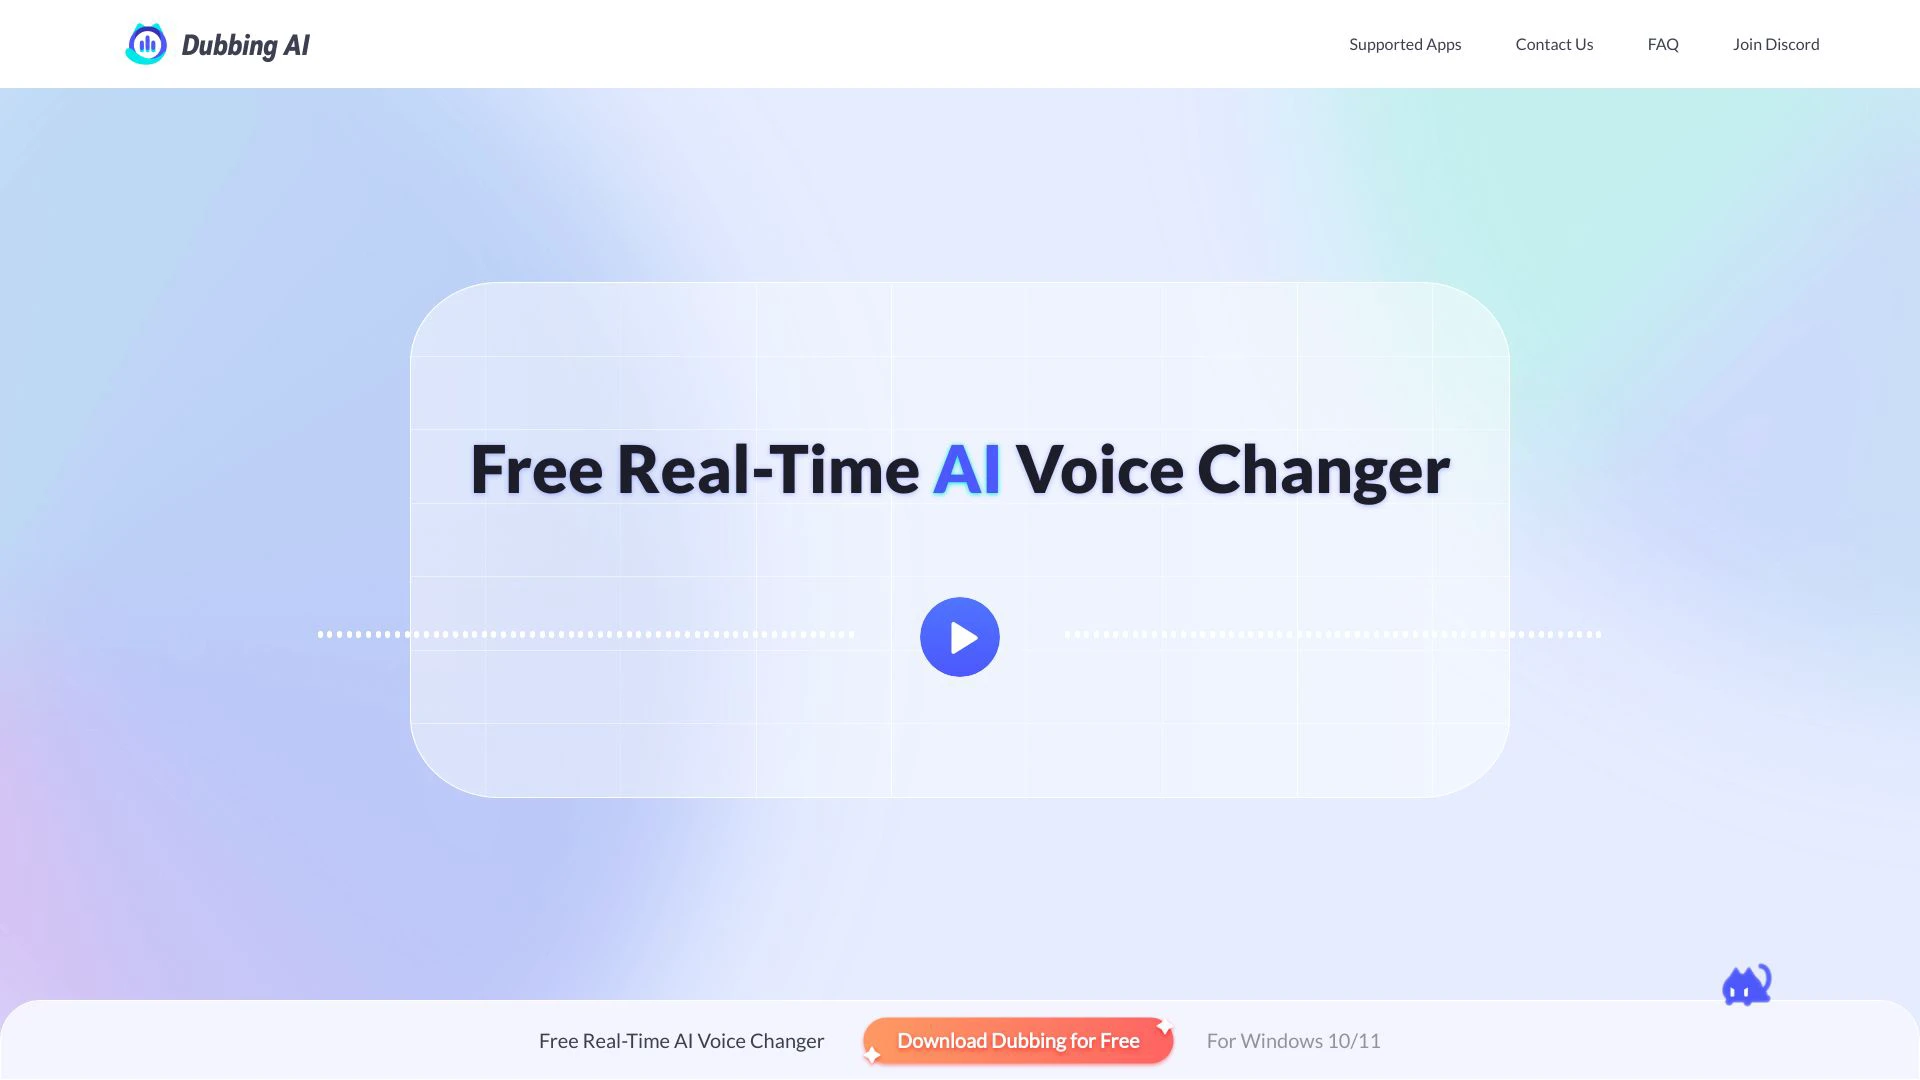 Dubbing AI
Supported Apps
Contact Us
FAQ
Join Discord
Free Real-Time AI Voice Changer
Free Real-Time AI Voice Changer
Download Dubbing for Free
For Windows 10/11